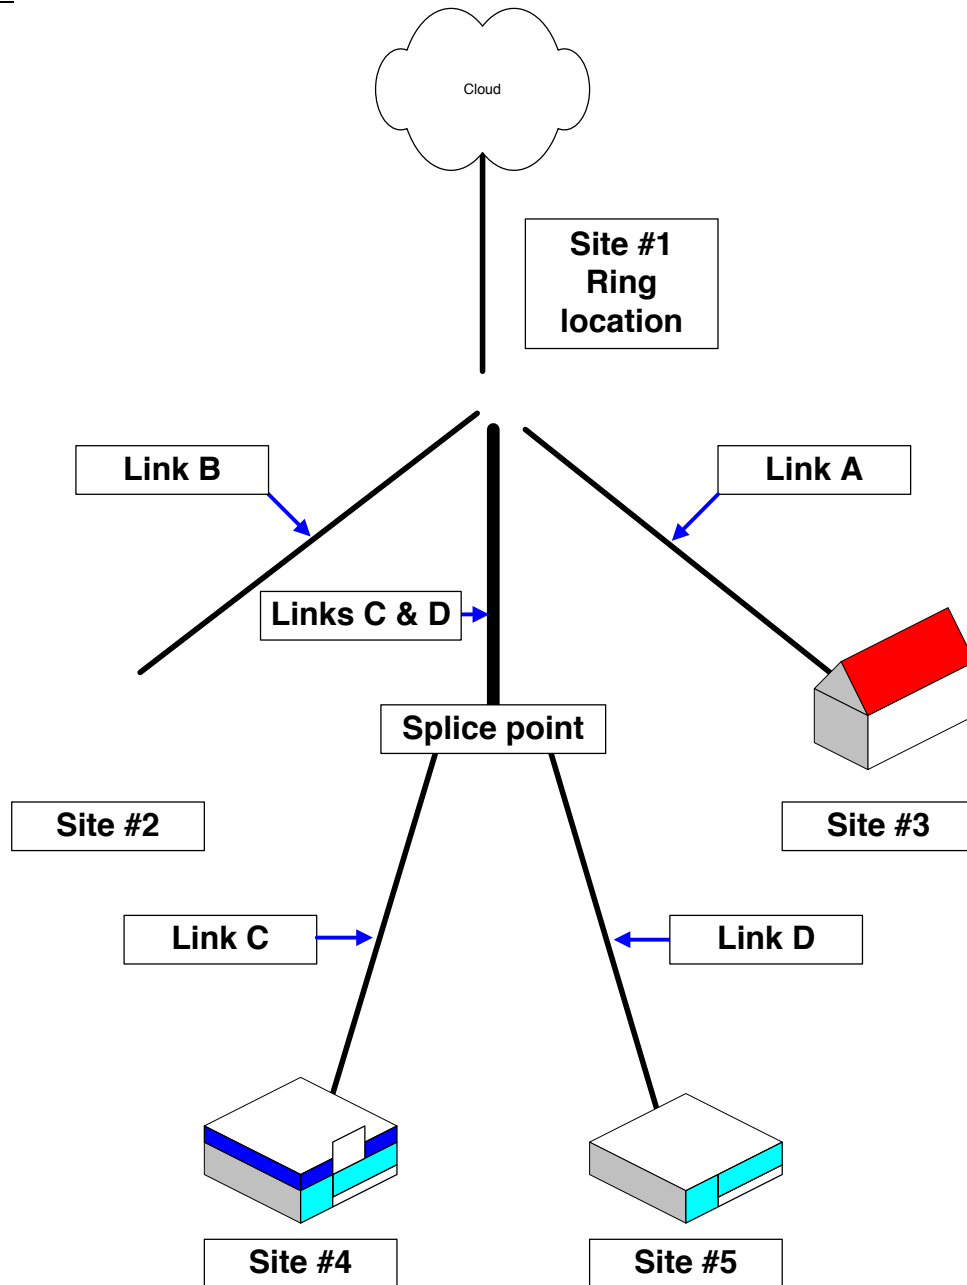 Cloud
Site #1
Ring
location
Link B
Link A
Links C & D
Splice point
Site #2
Site #3
Link C
Link D
Site #4
Site #5